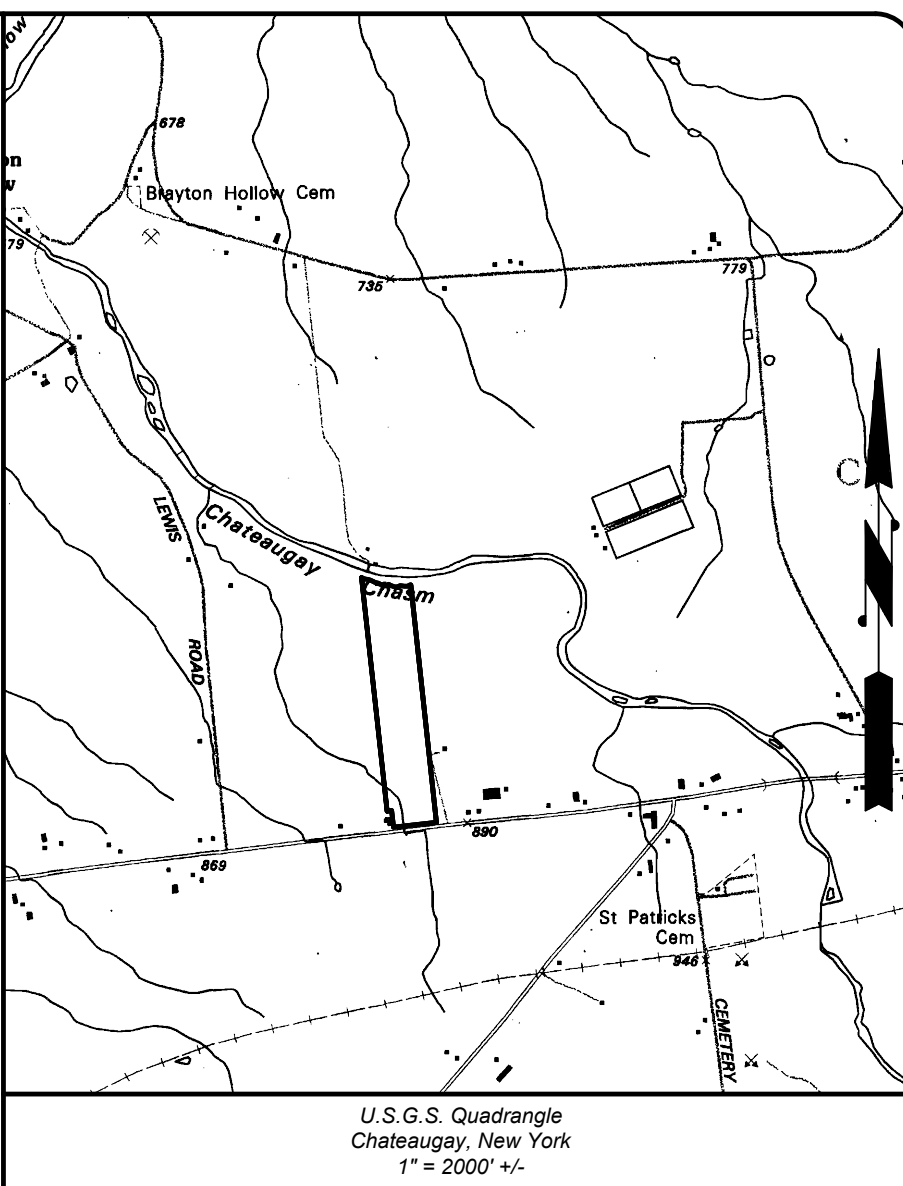 678
Brayton Hollow Cem
79
735
779
LEWIS
ROAD
Chateaugay
Chasm
890
869
St Patricks
Cem
946
CEMETERY
U.S.G.S. Quadrangle
Chateaugay, New York
1" = 2000' +/-